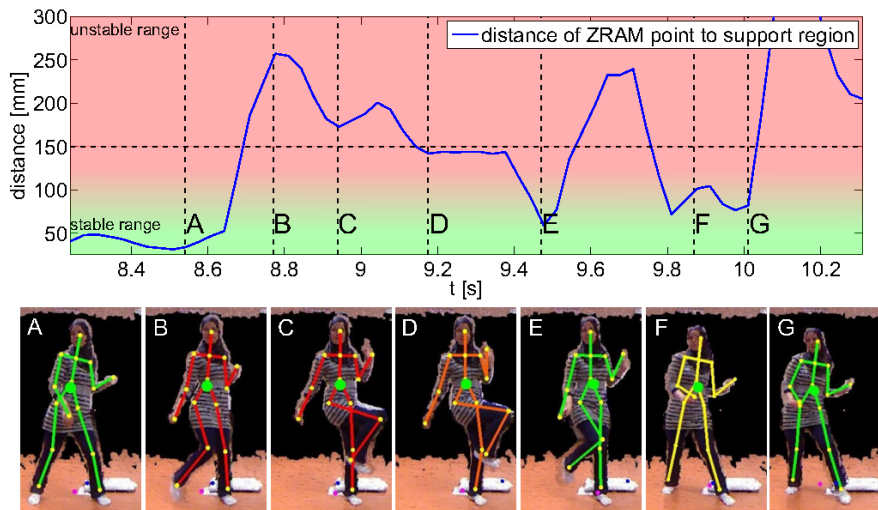 300
unstable range
distance of ZRAM point to support region
250
200
150
100
50
distance [mm]
stable range
A B C D E F G
8.4 8.6 8.8 9 9.2 9.4 9.6 9.8 10 10.2
t [s]
A B C D E F G